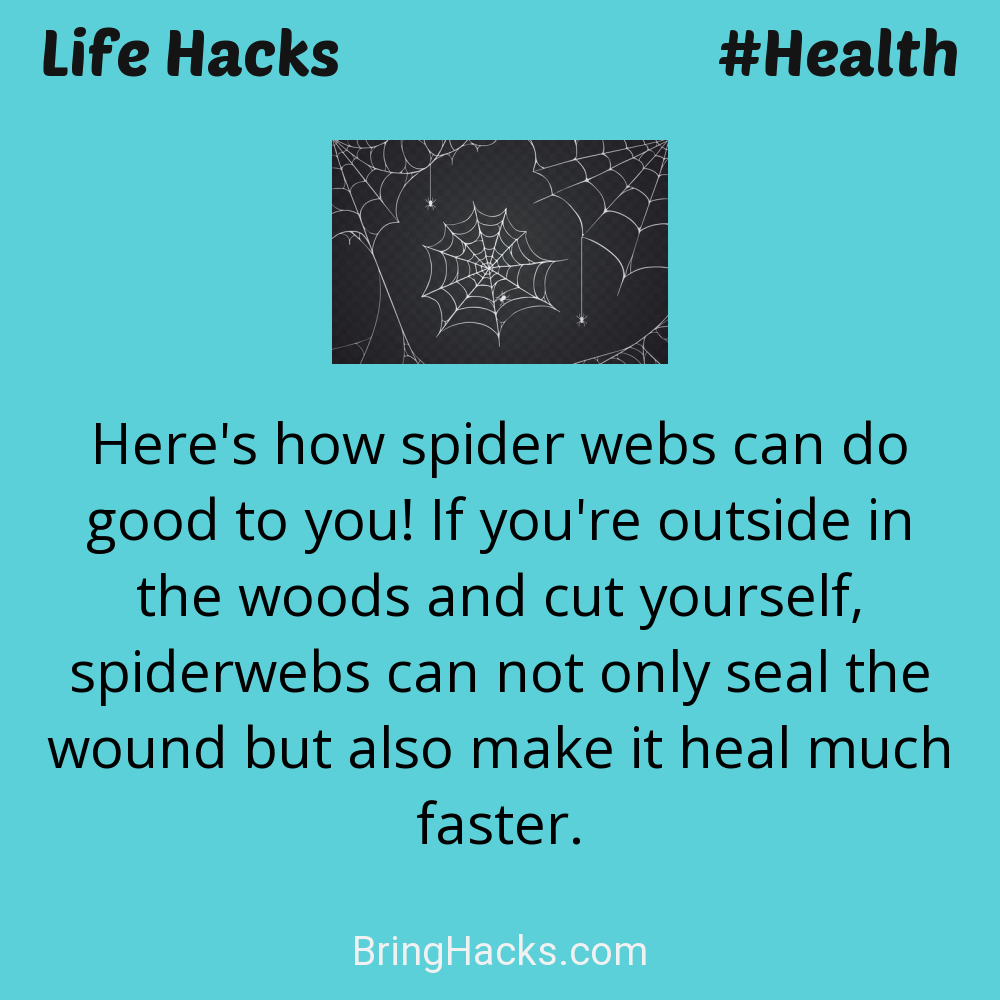 Life Hacks
#Health
Here's how spider webs can do
good to you! If you're outside in
the woods and cut yourself,
spiderwebs can not only seal the
wound but also make it heal much
faster.
BringHacks.com